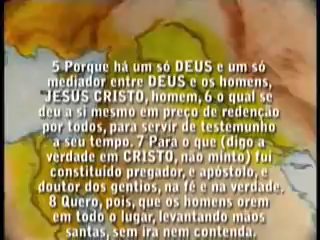 5 Porque há um só DEUS e um só
mediador entre DEUS e os homens,
JESUS CRISTO, homem, 6 o qual se
deu a si mesmo em preço de redenção
por todos, para servir de testemunho
a seu tempo. 7 Para o que (digo a
verdade em CRISTO, não minto) fui
constituído pregador, e apóstolo, e
doutor dos gentios, na fé e na verdade.
8 Quero, pois, que os homens orem
em todo o lugar, levantando mãos
santas, sem ira nem contenda.